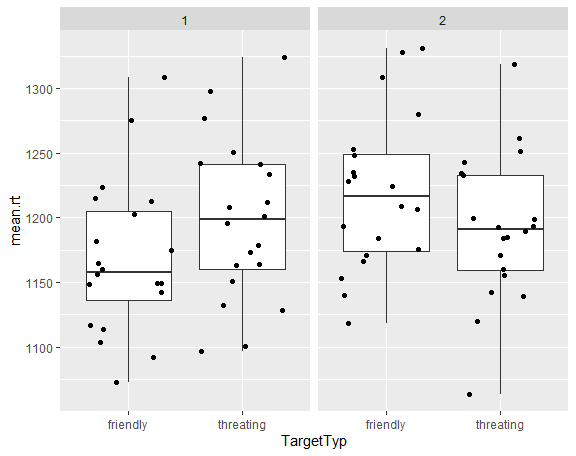 1 2
mean.rt
1300
1250
1200
1150
1100
friendly threating friendly threating
TargetTyp